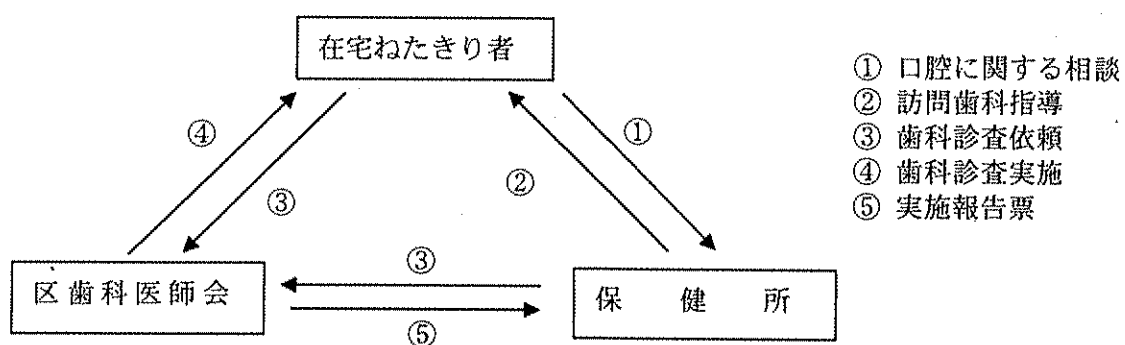 在宅ねたきり者
① 口腔に関する相談
② 訪問歯科指導
③ 歯科診査依頼
④ 歯科診査実施
⑤ 実施報告票
④
③
②
①
区歯科医師会
③
⑤
保健所